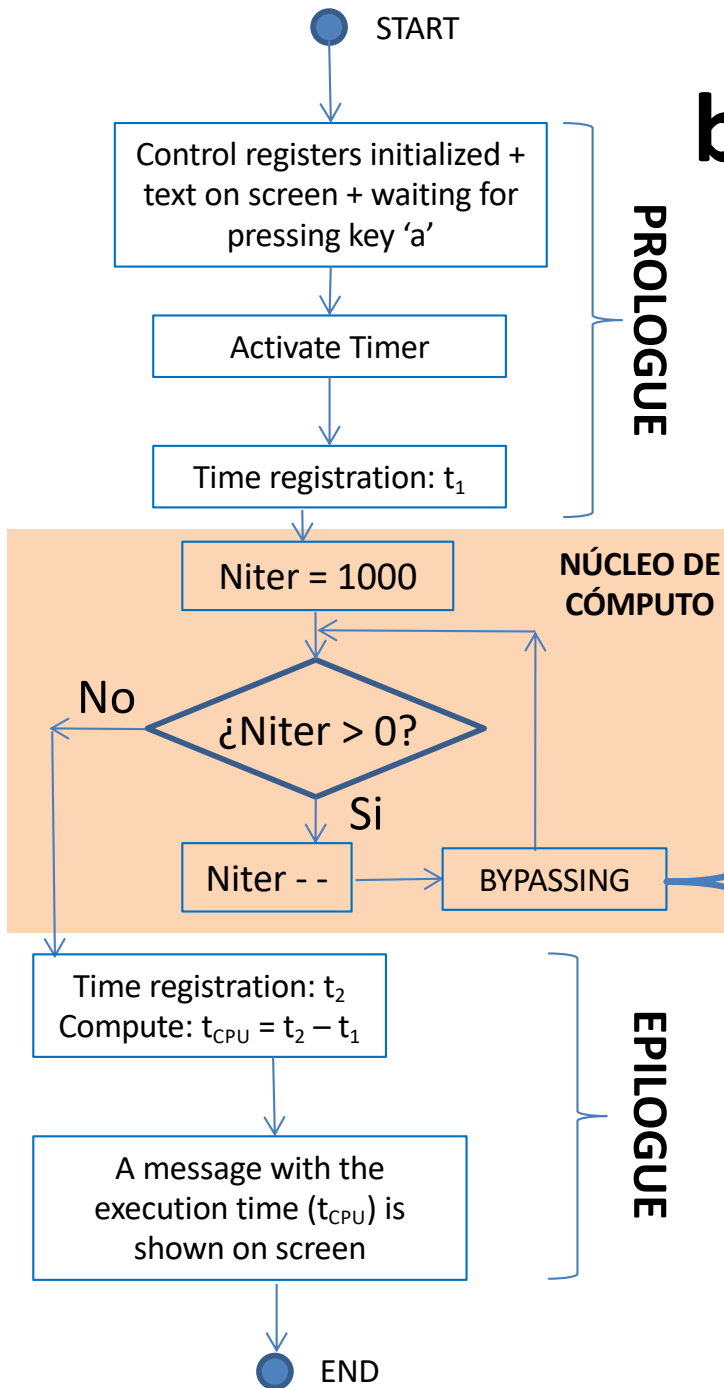 START
b
Control registers initialized +
text on screen + waiting for
pressing key ‘a’
PROLOGUE
Activate Timer
Time registration: t₁
Niter = 1000
NÚCLEO DE
CÓMPUTO
No
¿Niter > 0?
Si
Niter - -
BYPASSING
Time registration: t₂
Compute: t_CPU = t₂ – t₁
EPILOGUE
A message with the
execution time (t_CPU) is
shown on screen
END